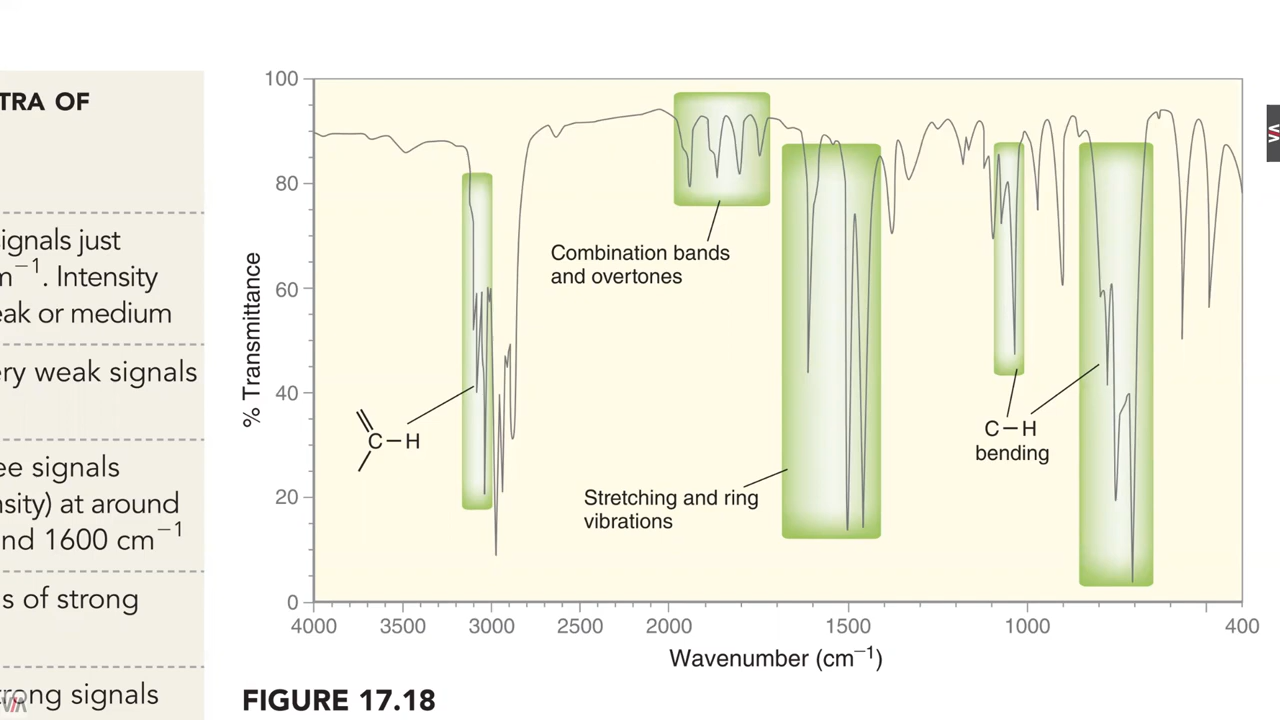 TRA OF
ignals just
m⁻¹. Intensity
eak or medium
ery weak signals
ee signals
nsity) at around
nd 1600 cm⁻¹
s of strong
trong signals
100
80
60
40
20
0
% Transmittance
Combination bands
and overtones
C–H
Stretching and ring
vibrations
C–H
bending
4000 3500 3000 2500 2000 1500 1000 400
Wavenumber (cm⁻¹)
FIGURE 17.18